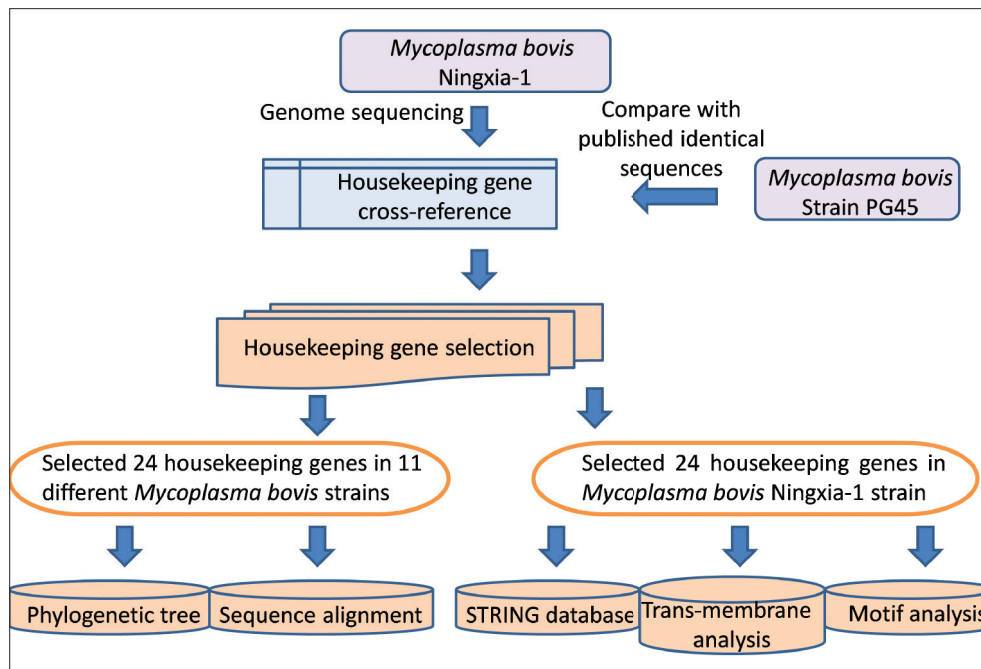 Mycoplasma bovis
Ningxia-1
Genome sequencing
Compare with
published identical
sequences
Housekeeping gene
cross-reference
Mycoplasma bovis
Strain PG45
Housekeeping gene selection
Selected 24 housekeeping genes in 11
different Mycoplasma bovis strains
Selected 24 housekeeping genes in
Mycoplasma bovis Ningxia-1 strain
Phylogenetic tree
Sequence alignment
STRING database
Trans-membrane
analysis
Motif analysis